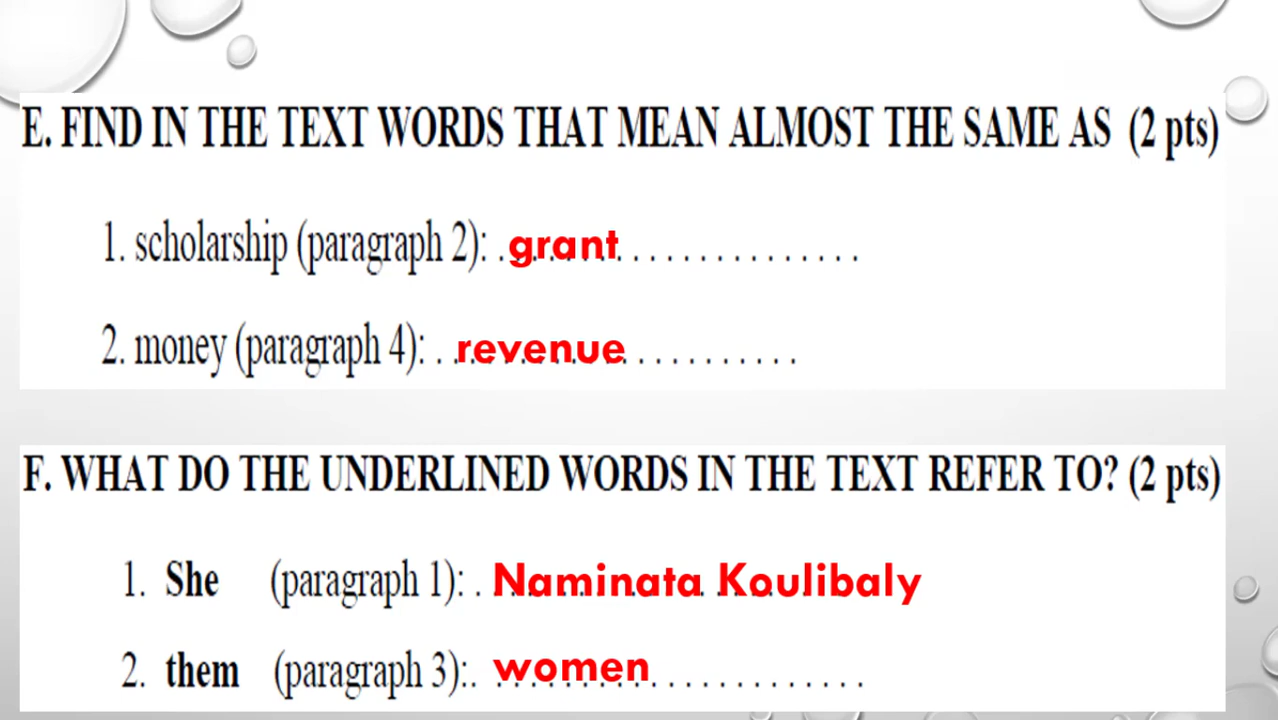 E. FIND IN THE TEXT WORDS THAT MEAN ALMOST THE SAME AS (2 pts)
1. scholarship (paragraph 2): . grant . . . . . . . . . . . .
2. money (paragraph 4): . . revenue . . . . . . . . .
F. WHAT DO THE UNDERLINED WORDS IN THE TEXT REFER TO? (2 pts)
1. She (paragraph 1): . Naminata Koulibaly
2. them (paragraph 3):. women . . . . . . . . . . .